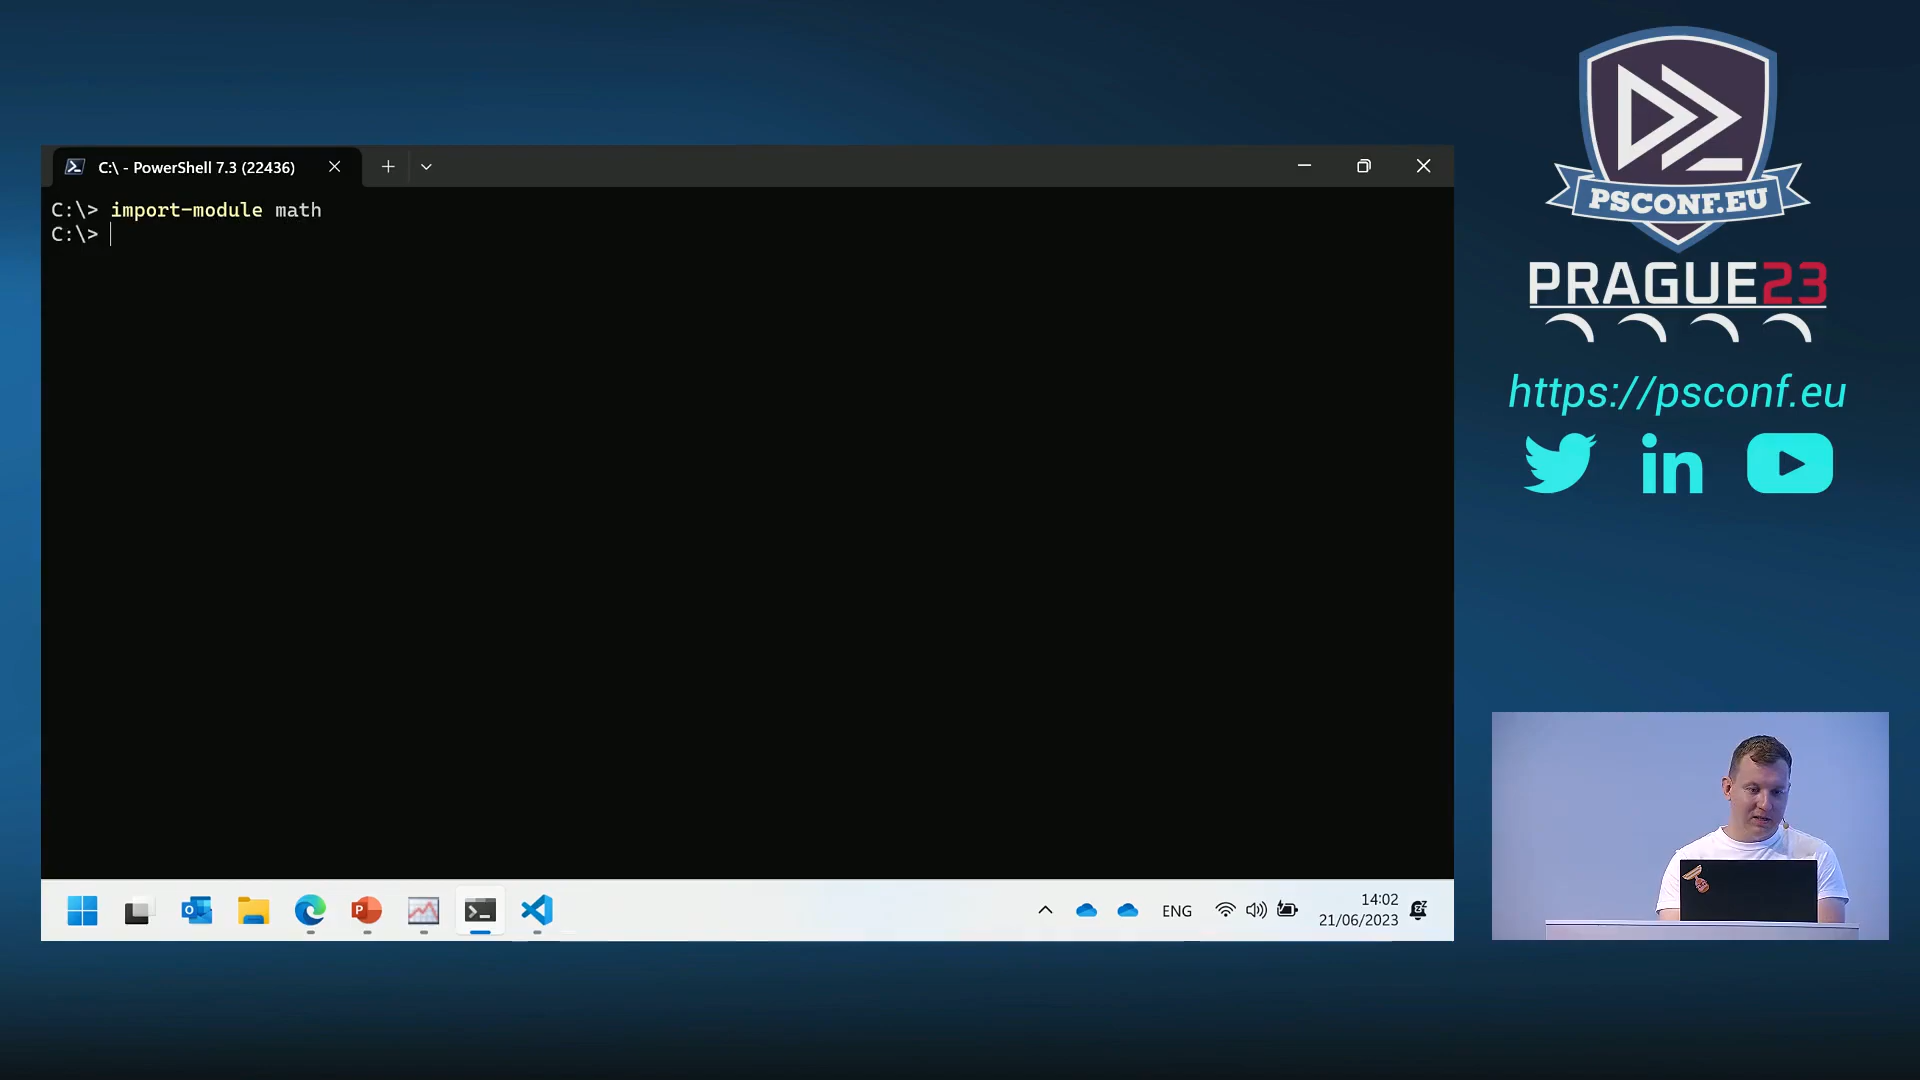 C:\ - PowerShell 7.3 (22436)
C:\> import-module math
C:\>
ENG
14:02
21/06/2023
PSCONF.EU
PRAGUE23
https://psconf.eu
in